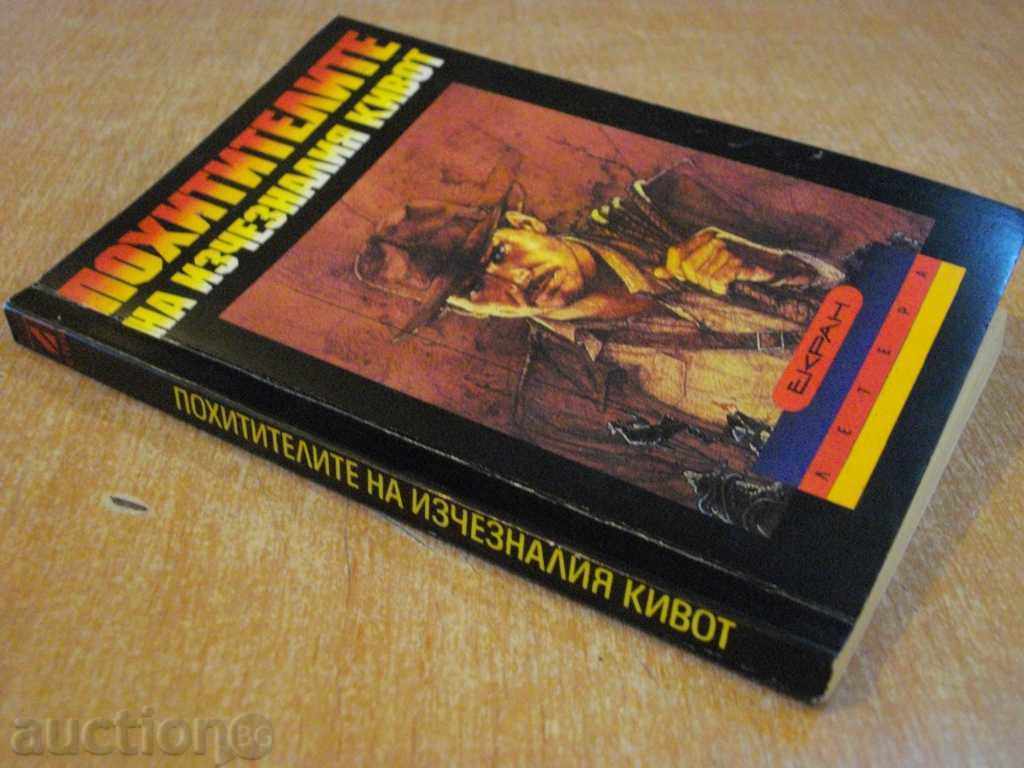 ПОХИТИТЕЛИТЕ
НА ИЗЧЕЗНАЛИЯ КИВОТ
ЕКРАН
ЛЕТЕРА
ПОХИТИТЕЛИТЕ НА ИЗЧЕЗНАЛИЯ КИВОТ
auction BG